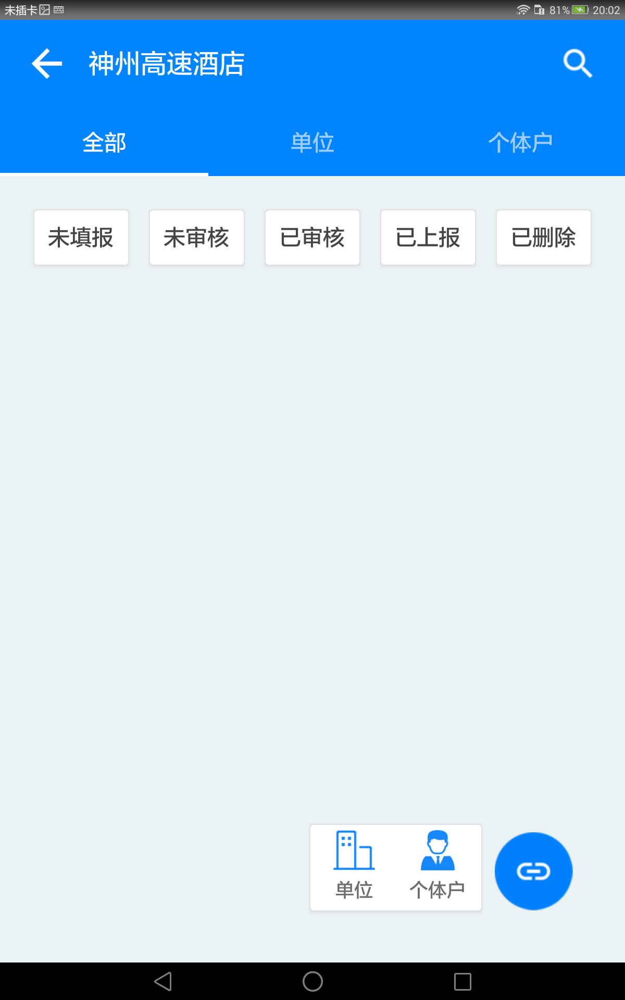 未插卡 81% 20:02
神州高速酒店
全部 单位 个体户
未填报 未审核 已审核 已上报 已删除
单位 个体户